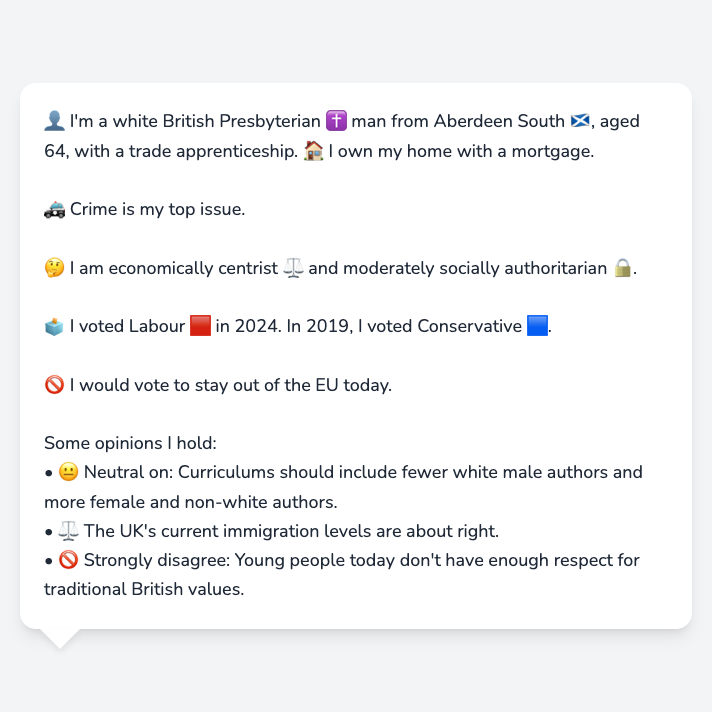 👤 I'm a white British Presbyterian ✝️ man from Aberdeen South 🏴󠁧󠁢󠁳󠁣󠁴󠁿, aged
64, with a trade apprenticeship. 🏠 I own my home with a mortgage.
🚓 Crime is my top issue.
🤔 I am economically centrist ⚖️ and moderately socially authoritarian 🔒.
🗳️ I voted Labour 🟥 in 2024. In 2019, I voted Conservative 🟦.
🚫 I would vote to stay out of the EU today.
Some opinions I hold:
• 😐 Neutral on: Curriculums should include fewer white male authors and
more female and non-white authors.
• ⚖️ The UK's current immigration levels are about right.
• 🚫 Strongly disagree: Young people today don't have enough respect for
traditional British values.